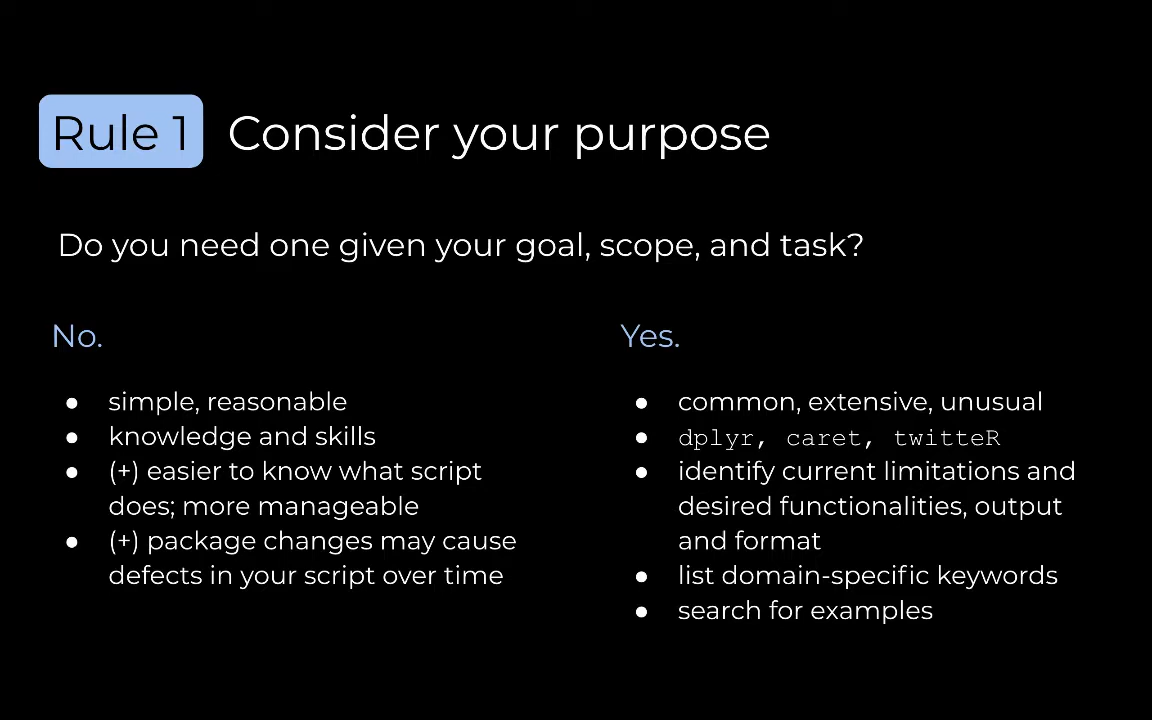 Rule 1 Consider your purpose
Do you need one given your goal, scope, and task?
No.
● simple, reasonable
● knowledge and skills
● (+) easier to know what script
does; more manageable
● (+) package changes may cause
defects in your script over time
Yes.
● common, extensive, unusual
● dplyr, caret, twitteR
● identify current limitations and
desired functionalities, output
and format
● list domain-specific keywords
● search for examples